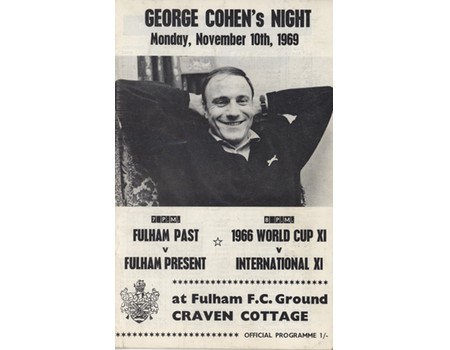 GEORGE COHEN's NIGHT
Monday, November 10th, 1969
7 P.M. 8 P.M.
FULHAM PAST ☆ 1966 WORLD CUP XI
v v
FULHAM PRESENT INTERNATIONAL XI
at Fulham F.C. Ground
CRAVEN COTTAGE
OFFICIAL PROGRAMME 1/-